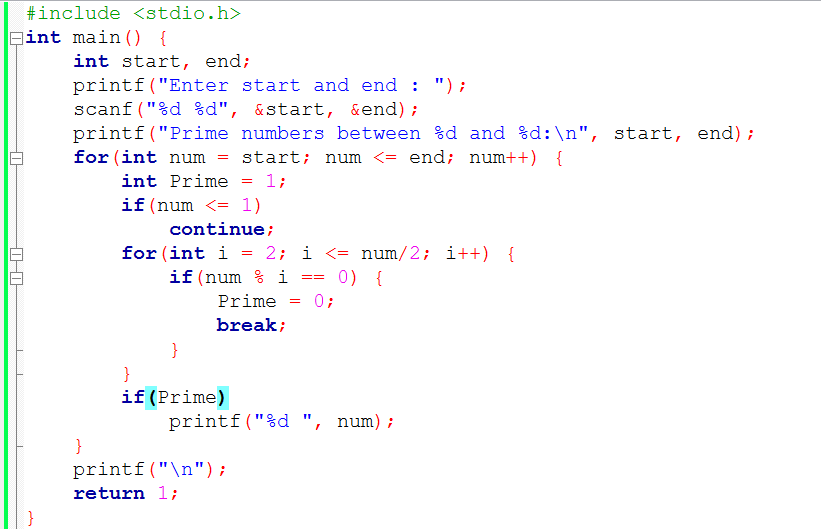 #include <stdio.h>
int main() {
    int start, end;
    printf("Enter start and end : ");
    scanf("%d %d", &start, &end);
    printf("Prime numbers between %d and %d:\n", start, end);
    for(int num = start; num <= end; num++) {
        int Prime = 1;
        if(num <= 1)
            continue;
        for(int i = 2; i <= num/2; i++) {
            if(num % i == 0) {
                Prime = 0;
                break;
            }
        }
        if(Prime)
            printf("%d ", num);
    }
    printf("\n");
    return 1;
}